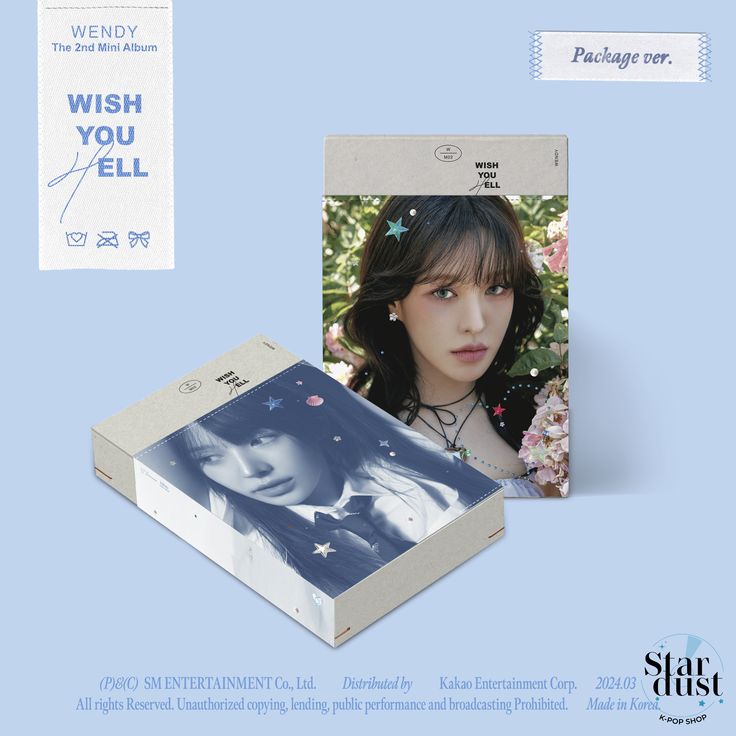 WENDY
The 2nd Mini Album
WISH
YOU
HELL
Package ver.
W
M02
WISH
YOU
HELL
WENDY
WISH
YOU
HELL
(P)&(C) SM ENTERTAINMENT Co., Ltd. Distributed by Kakao Entertainment Corp. 2024.03
All rights Reserved. Unauthorized copying, lending, public performance and broadcasting Prohibited. Made in Korea.
Star
dust
K-POP SHOP